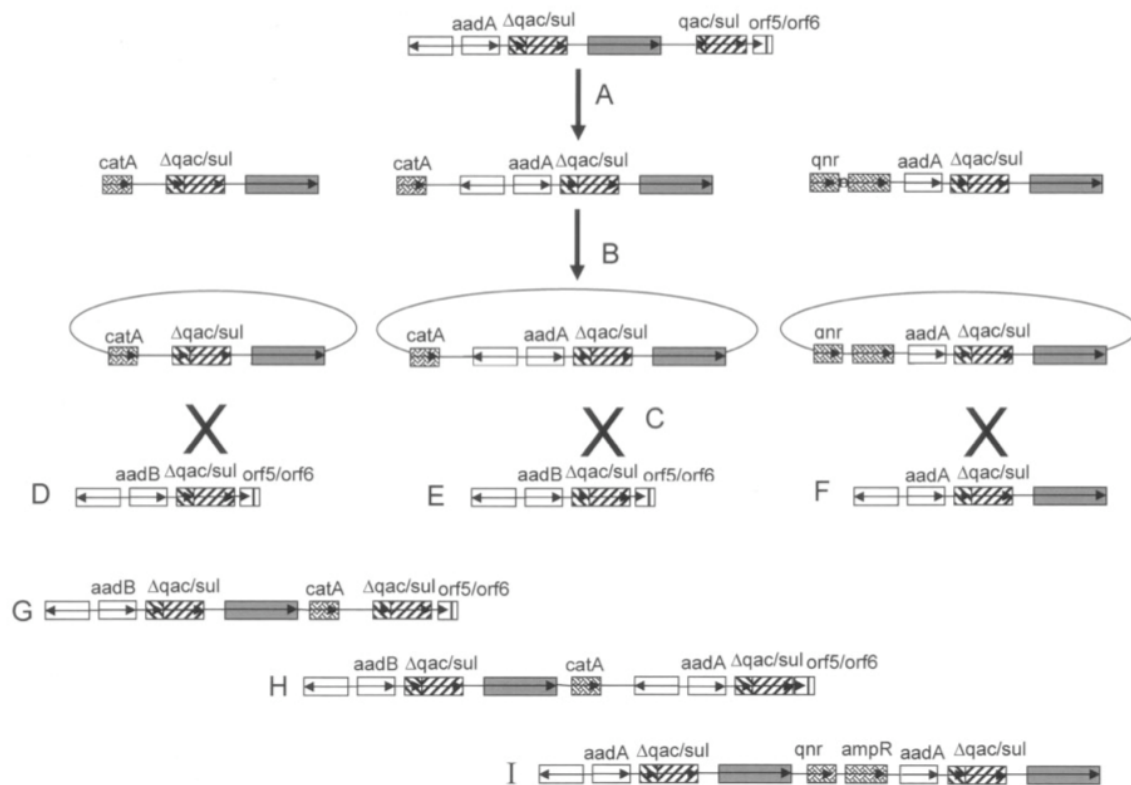 aadA Δqac/sul qac/sul orf5/orf6
A
catA Δqac/sul
catA aadA Δqac/sul
qnr aadA Δqac/sul
B
catA Δqac/sul
catA aadA Δqac/sul
qnr aadA Δqac/sul
C
D aadB Δqac/sul orf5/orf6
E aadB Δqac/sul orf5/orf6
F aadA Δqac/sul
G aadB Δqac/sul catA Δqac/sul orf5/orf6
H aadB Δqac/sul catA aadA Δqac/sul orf5/orf6
I aadA Δqac/sul qnr ampR aadA Δqac/sul